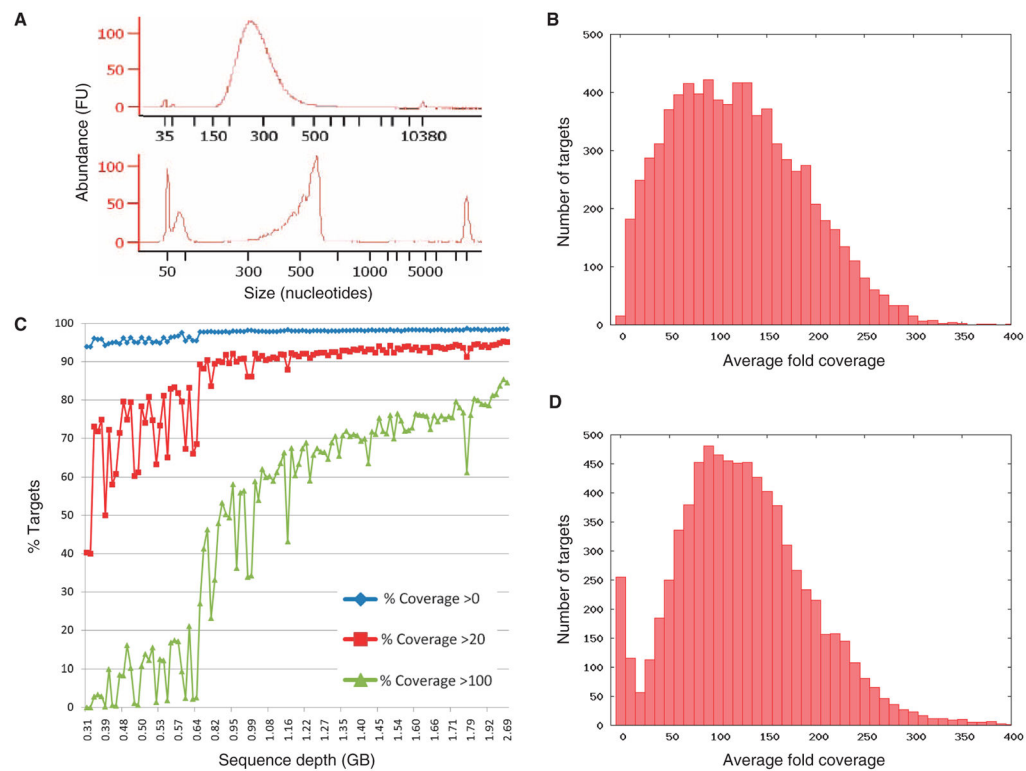 A
Abundance (FU)
100
50
0
35 150 300 500 10380
100
50
0
50 300 500 1000 5000
Size (nucleotides)
B
Number of targets
500
400
300
200
100
0
0 50 100 150 200 250 300 350 400
Average fold coverage
C
% Targets
100
90
80
70
60
50
40
30
20
10
0
% Coverage >0
% Coverage >20
% Coverage >100
0.31 0.39 0.48 0.50 0.53 0.57 0.64 0.82 0.95 0.99 1.08 1.16 1.27 1.35 1.40 1.54 1.60 1.66 1.71 1.79 1.92 2.69
Sequence depth (GB)
D
Number of targets
500
450
400
350
300
250
200
150
100
50
0
0 50 100 150 200 250 300 350 400
Average fold coverage